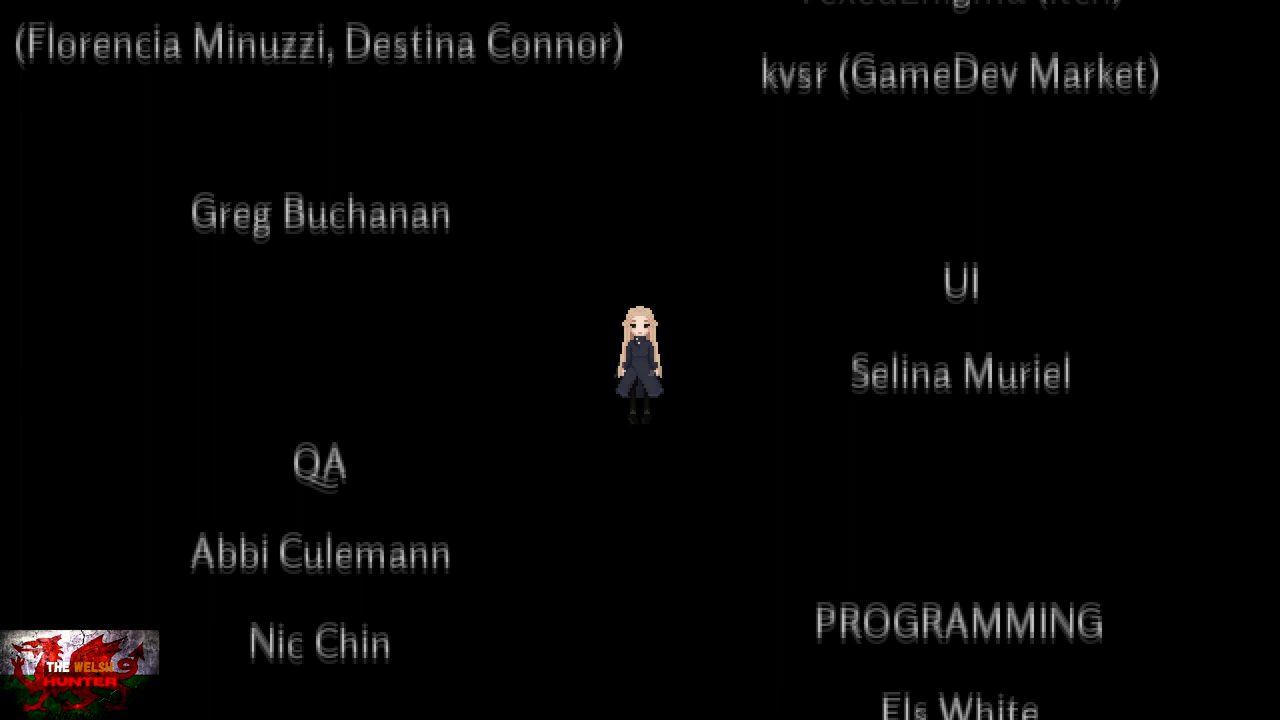 (Florencia Minuzzi, Destina Connor)
Greg Buchanan
QA
Abbi Culemann
Nic Chin
kvsr (GameDev Market)
UI
Selina Muriel
PROGRAMMING
Els White
THE WELSH
HUNTER